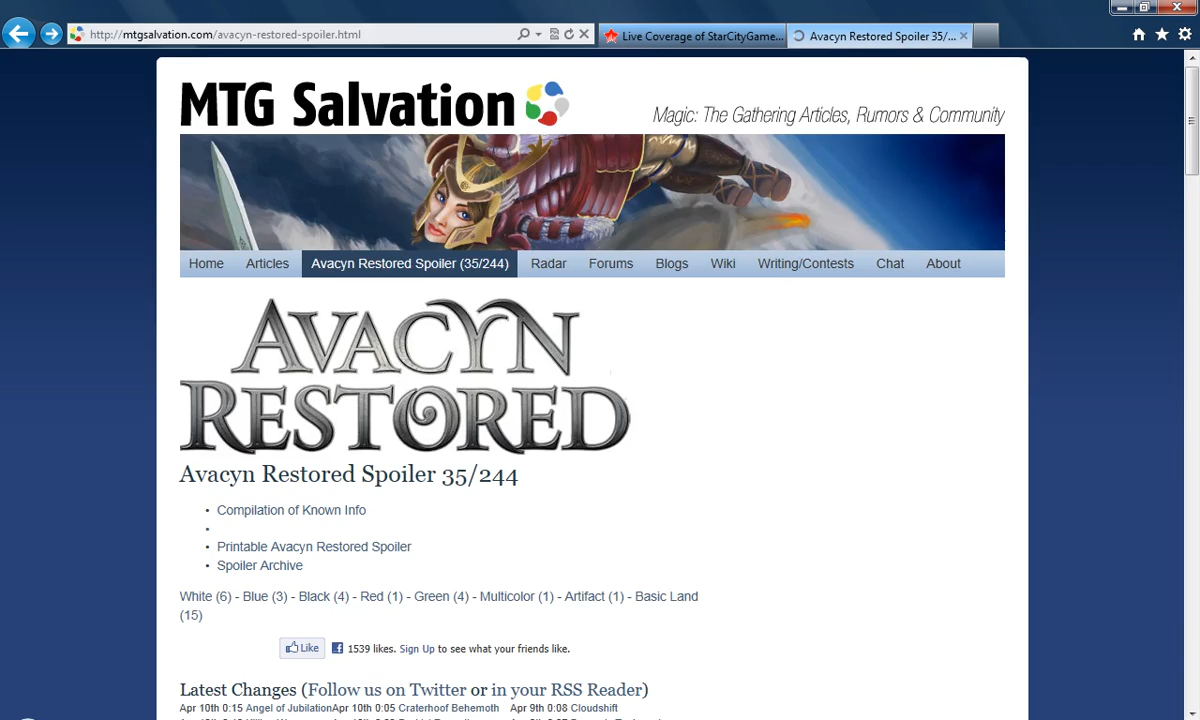 http://mtgsalvation.com/avacyn-restored-spoiler.html
Live Coverage of StarCityGame...
Avacyn Restored Spoiler 35/...
MTG Salvation
Magic: The Gathering Articles, Rumors & Community
Home Articles Avacyn Restored Spoiler (35/244) Radar Forums Blogs Wiki Writing/Contests Chat About
AVACYN
RESTORED
Avacyn Restored Spoiler 35/244
Compilation of Known Info
Printable Avacyn Restored Spoiler
Spoiler Archive
White (6) - Blue (3) - Black (4) - Red (1) - Green (4) - Multicolor (1) - Artifact (1) - Basic Land
(15)
Like 1539 likes. Sign Up to see what your friends like.
Latest Changes (Follow us on Twitter or in your RSS Reader)
Apr 10th 0:15 Angel of JubilationApr 10th 0:05 Craterhoof Behemoth Apr 9th 0:08 Cloudshift